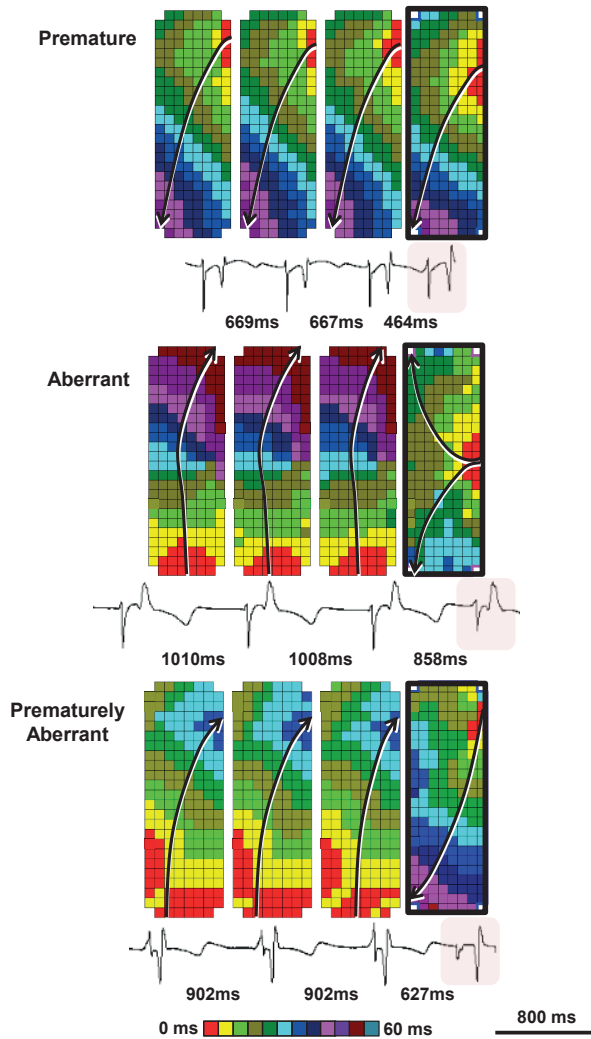 Premature
669ms 667ms 464ms
Aberrant
1010ms 1008ms 858ms
Prematurely
Aberrant
902ms 902ms 627ms
0 ms 60 ms 800 ms